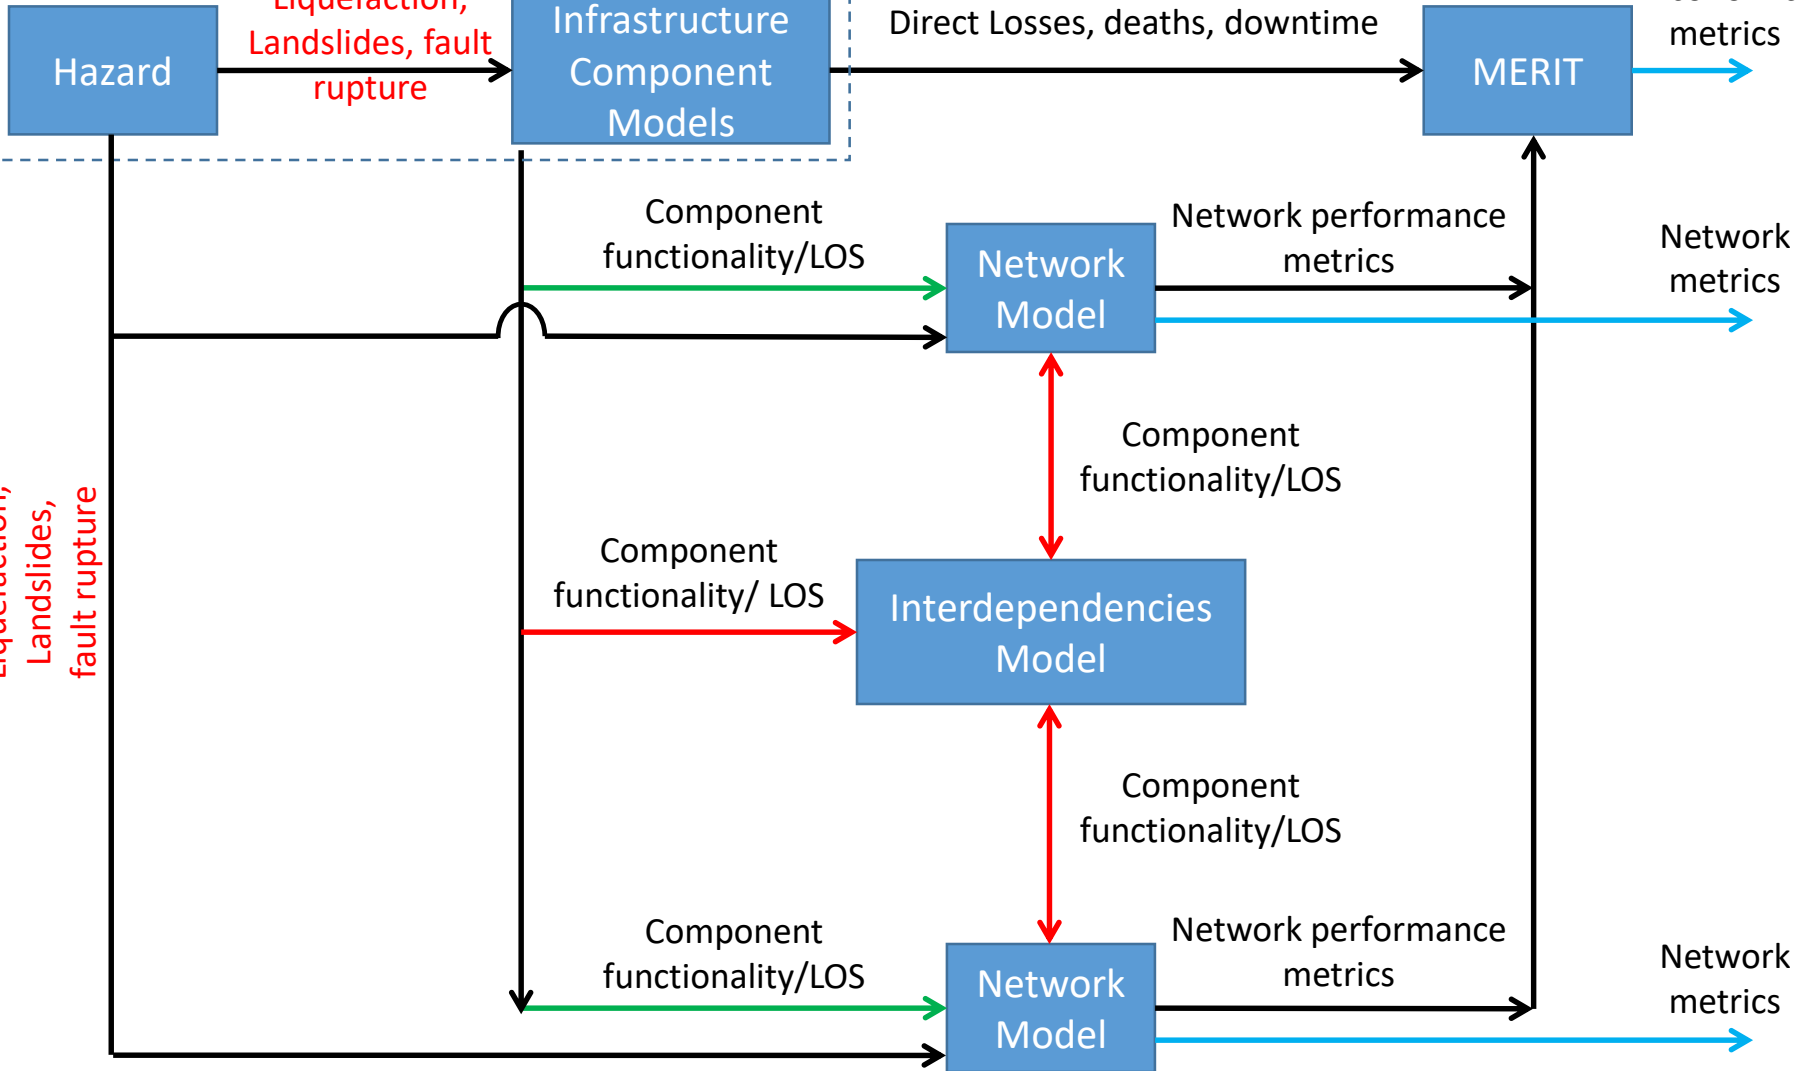 Hazard
Liquefaction,
Landslides, fault
rupture
Infrastructure
Component
Models
Direct Losses, deaths, downtime
MERIT
metrics
Component
functionality/LOS
Network
Model
Network performance
metrics
Network
metrics
Component
functionality/LOS
Liquefaction,
Landslides,
fault rupture
Component
functionality/ LOS
Interdependencies
Model
Component
functionality/LOS
Component
functionality/LOS
Network
Model
Network performance
metrics
Network
metrics